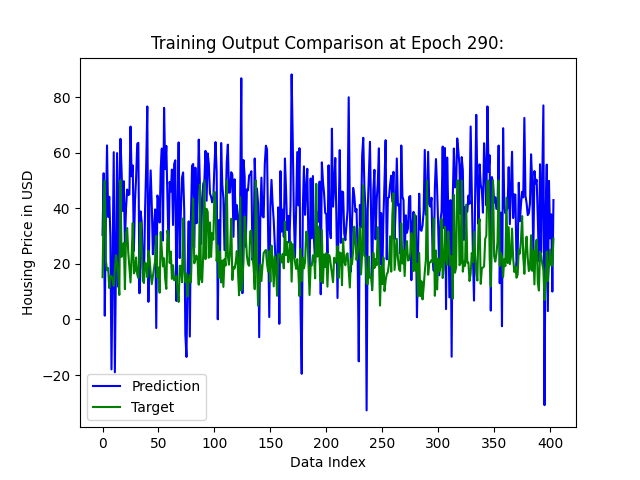 Training Output Comparison at Epoch 290:
Housing Price in USD
80
60
40
20
0
−20
Prediction
Target
0 50 100 150 200 250 300 350 400
Data Index